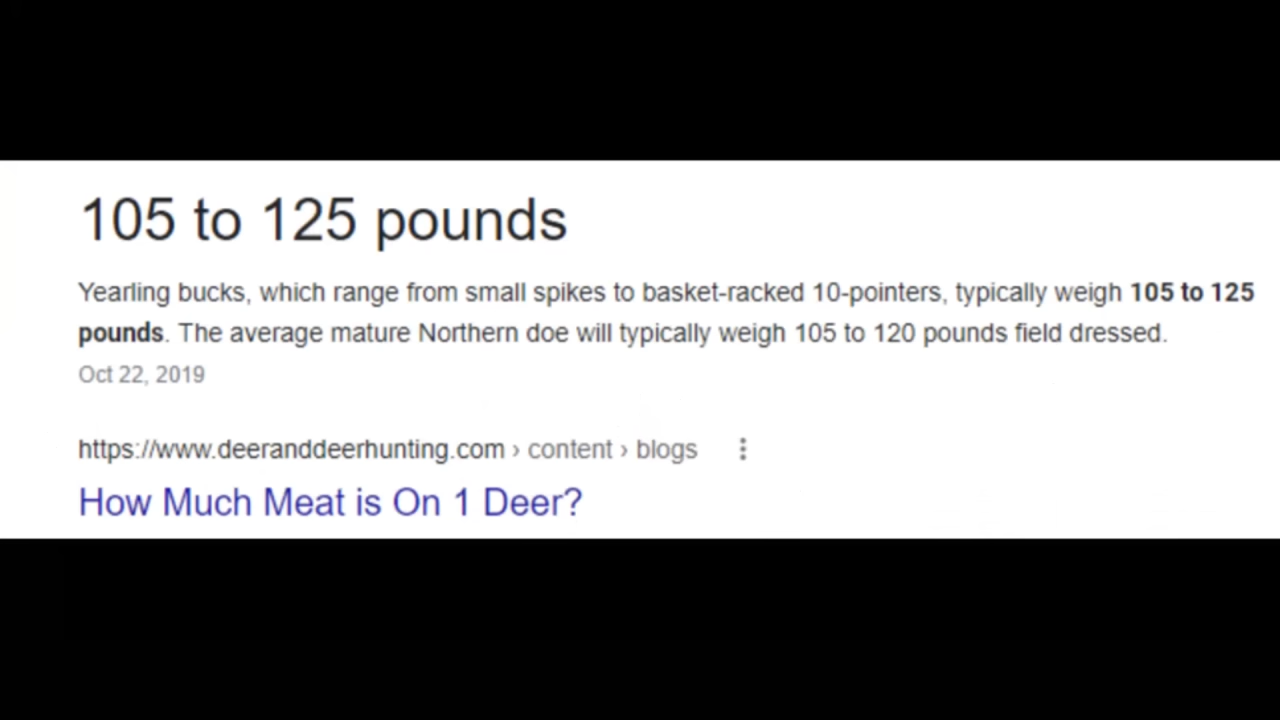 105 to 125 pounds
Yearling bucks, which range from small spikes to basket-racked 10-pointers, typically weigh 105 to 125
pounds. The average mature Northern doe will typically weigh 105 to 120 pounds field dressed.
Oct 22, 2019
https://www.deeranddeerhunting.com › content › blogs
How Much Meat is On 1 Deer?